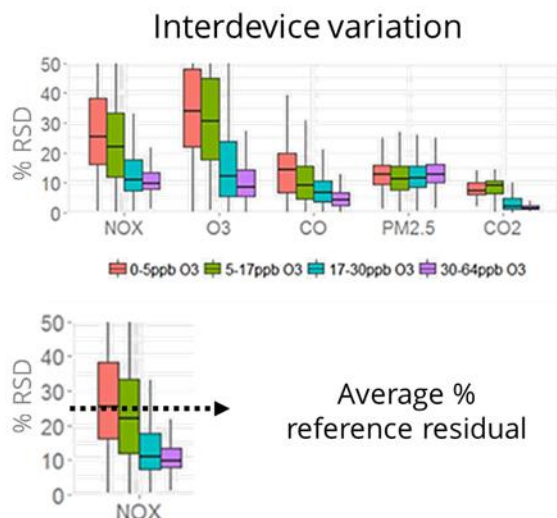 Interdevice variation
% RSD
50
40
30
20
10
0
NOX O3 CO PM2.5 CO2
0-5ppb O3 5-17ppb O3 17-30ppb O3 30-64ppb O3
% RSD
50
40
30
20
10
0
NOX
Average %
reference residual